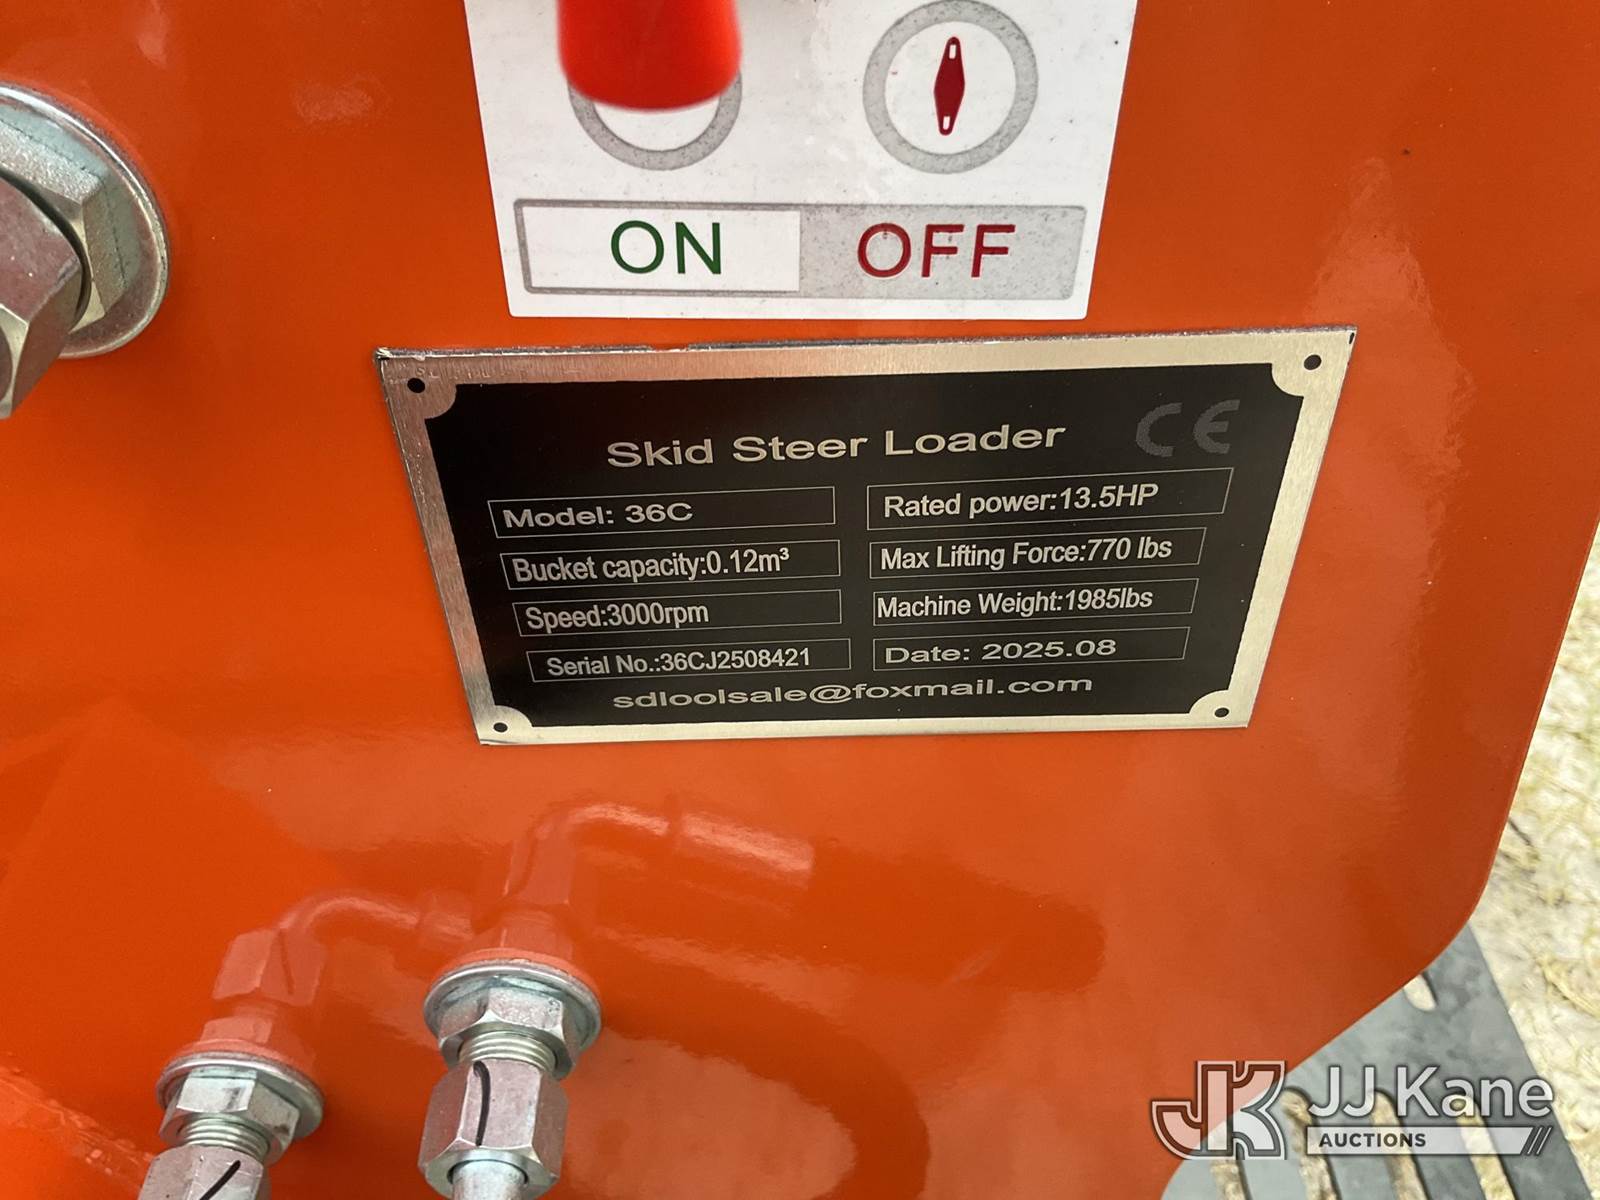 ON OFF
Skid Steer Loader CE
Model: 36C
Rated power:13.5HP
Bucket capacity:0.12m³
Max Lifting Force:770 lbs
Speed:3000rpm
Machine Weight:1985lbs
Serial No.:36CJ2508421
Date: 2025.08
sdloolsale@foxmail.com
JK JJ Kane
AUCTIONS